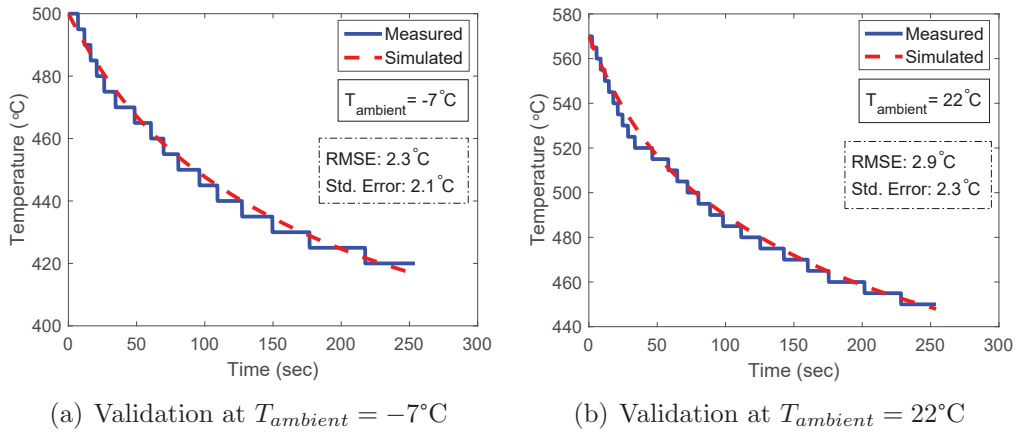 500
480
460
440
420
400
Temperature (°C)
0 50 100 150 200 250 300
Time (sec)
Measured
Simulated
T_ambient = -7°C
RMSE: 2.3°C
Std. Error: 2.1°C
(a) Validation at T_ambient = −7°C
580
560
540
520
500
480
460
440
Temperature (°C)
0 50 100 150 200 250 300
Time (sec)
Measured
Simulated
T_ambient = 22°C
RMSE: 2.9°C
Std. Error: 2.3°C
(b) Validation at T_ambient = 22°C